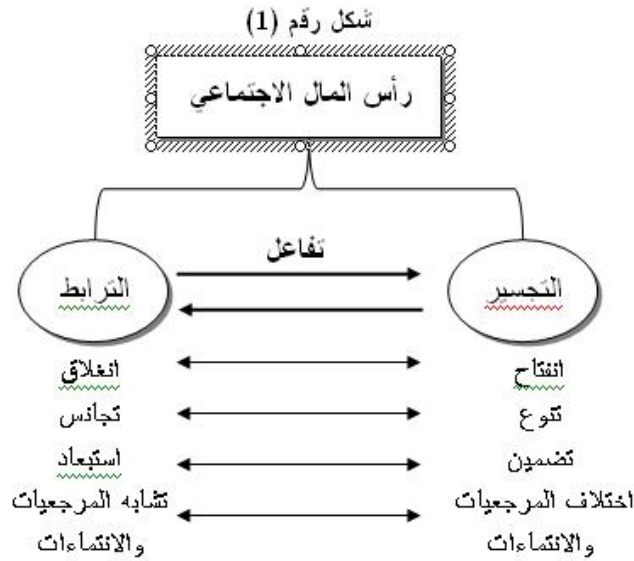 شكل رقم (1)
رأس المال الاجتماعي
تفاعل
التجسير
الترابط
انفتاح
انغلاق
تنوع
تجانس
تضمين
استبعاد
اختلاف المرجعيات
والانتماءات
تشابه المرجعيات
والانتماءات